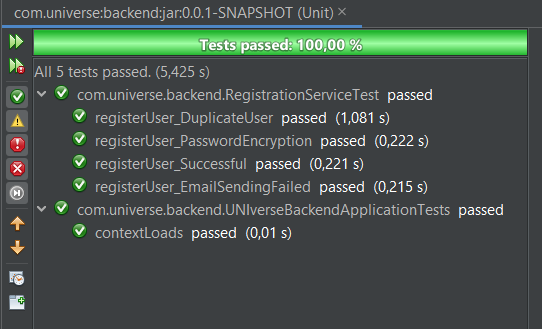 com.universe:backend:jar:0.0.1-SNAPSHOT (Unit) ×
Tests passed: 100,00 %
All 5 tests passed. (5,425 s)
com.universe.backend.RegistrationServiceTest passed
registerUser_DuplicateUser passed (1,081 s)
registerUser_PasswordEncryption passed (0,222 s)
registerUser_Successful passed (0,221 s)
registerUser_EmailSendingFailed passed (0,215 s)
com.universe.backend.UNIverseBackendApplicationTests passed
contextLoads passed (0,01 s)